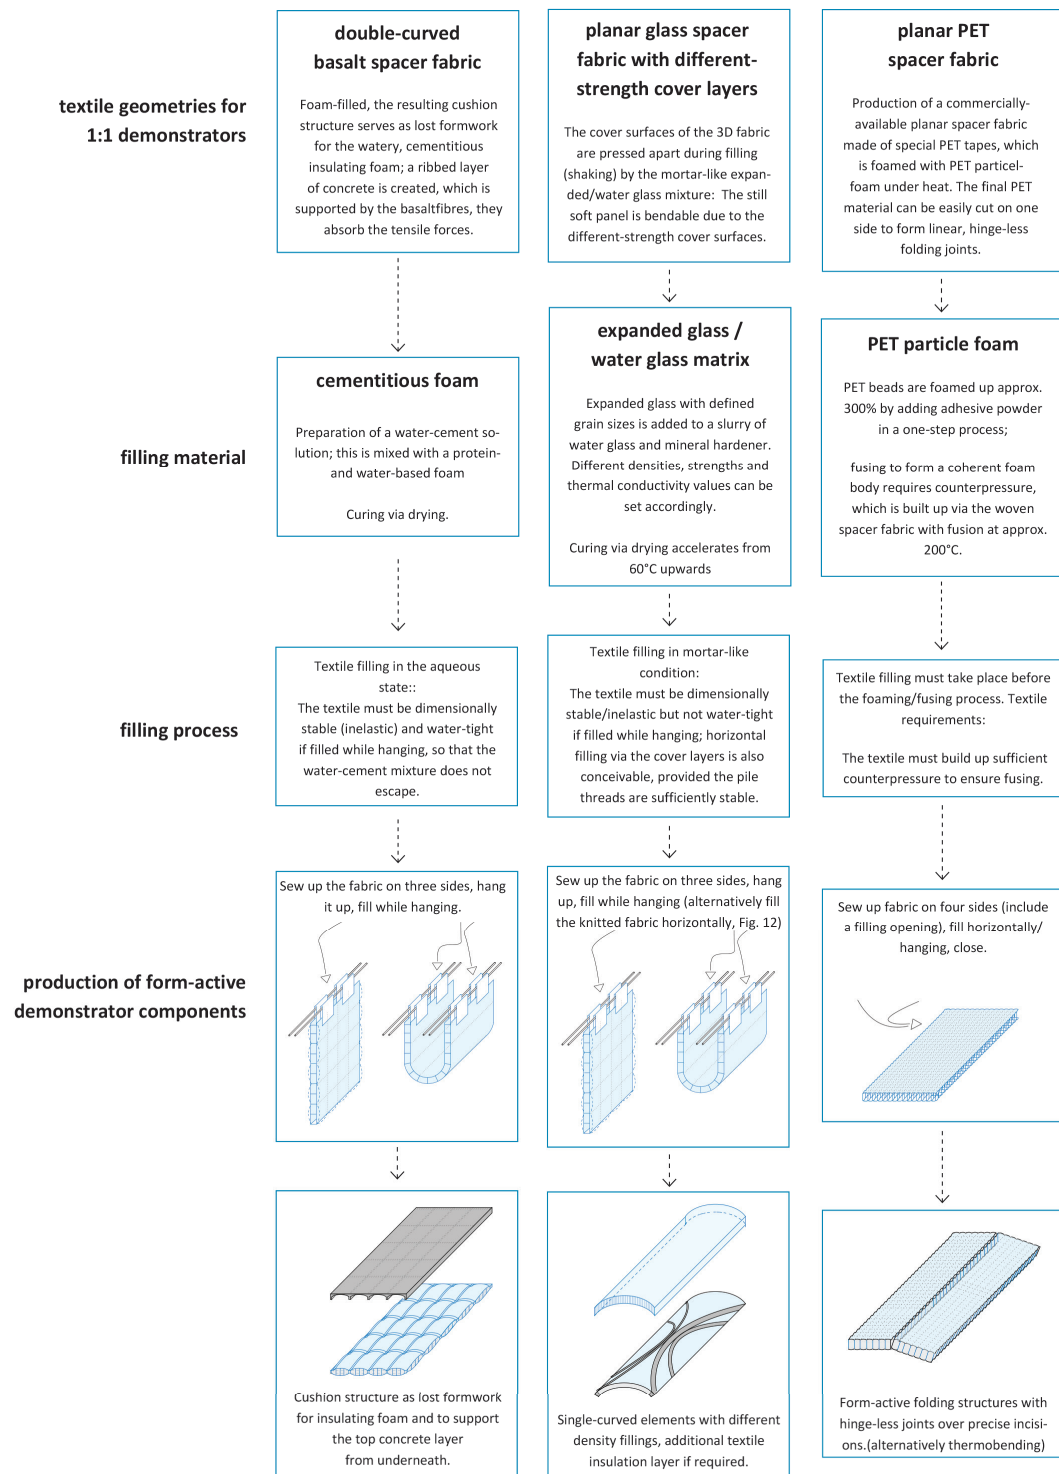 textile geometries for
1:1 demonstrators
double-curved
basalt spacer fabric
Foam-filled, the resulting cushion
structure serves as lost formwork
for the watery, cementitious
insulating foam; a ribbed layer
of concrete is created, which is
supported by the basaltfibres, they
absorb the tensile forces.
planar glass spacer
fabric with different-
strength cover layers
The cover surfaces of the 3D fabric
are pressed apart during filling
(shaking) by the mortar-like expan-
ded/water glass mixture: The still
soft panel is bendable due to the
different-strength cover surfaces.
planar PET
spacer fabric
Production of a commercially-
available planar spacer fabric
made of special PET tapes, which
is foamed with PET particel-
foam under heat. The final PET
material can be easily cut on one
side to form linear, hinge-less
folding joints.
filling material
cementitious foam
Preparation of a water-cement so-
lution; this is mixed with a protein-
and water-based foam
Curing via drying.
expanded glass /
water glass matrix
Expanded glass with defined
grain sizes is added to a slurry of
water glass and mineral hardener.
Different densities, strengths and
thermal conductivity values can be
set accordingly.
Curing via drying accelerates from
60°C upwards
PET particle foam
PET beads are foamed up approx.
300% by adding adhesive powder
in a one-step process;
fusing to form a coherent foam
body requires counterpressure,
which is built up via the woven
spacer fabric with fusion at approx.
200°C.
filling process
Textile filling in the aqueous
state::
The textile must be dimensionally
stable (inelastic) and water-tight
if filled while hanging, so that the
water-cement mixture does not
escape.
Textile filling in mortar-like
condition:
The textile must be dimensionally
stable/inelastic but not water-tight
if filled while hanging; horizontal
filling via the cover layers is also
conceivable, provided the pile
threads are sufficiently stable.
Textile filling must take place before
the foaming/fusing process. Textile
requirements:
The textile must build up sufficient
counterpressure to ensure fusing.
production of form-active
demonstrator components
Sew up the fabric on three sides, hang
it up, fill while hanging.
Sew up the fabric on three sides, hang
up, fill while hanging (alternatively fill
the knitted fabric horizontally, Fig. 12)
Sew up fabric on four sides (include
a filling opening), fill horizontally/
hanging, close.
Cushion structure as lost formwork
for insulating foam and to support
the top concrete layer
from underneath.
Single-curved elements with different
density fillings, additional textile
insulation layer if required.
Form-active folding structures with
hinge-less joints over precise incisi-
ons.(alternatively thermobending)